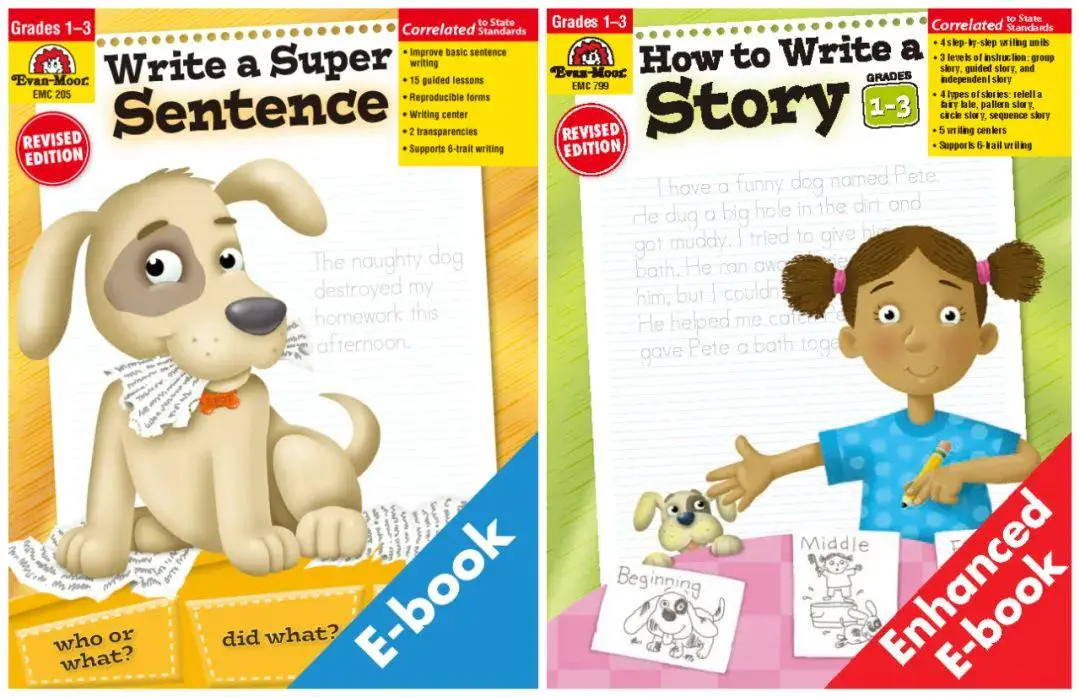 Grades 1–3
Evan-Moor®
EMC 205
REVISED
EDITION
Write a Super
Sentence
Correlated to State
Standards
• Improve basic sentence
writing
• 15 guided lessons
• Reproducible forms
• Writing center
• 2 transparencies
• Supports 6-trait writing
The naughty dog
destroyed my
homework this
afternoon.
who or
what?
did what?
E-book
Grades 1–3
Evan-Moor®
EMC 799
REVISED
EDITION
How to Write a
Story
GRADES
1–3
Correlated to State
Standards
• 4 step-by-step writing units
• 3 levels of instruction: group
story, guided story, and
independent story
• 4 types of stories: retell a
fairy tale, pattern story,
circle story, sequence story
• 5 writing centers
• Supports 6-trait writing
I have a funny dog named Pete.
He dug a big hole in the dirt and
got muddy. I tried to give
bath. He ran
him, but I
He helped me
gave Pete a bath
Beginning
Middle
Enhanced
E-book